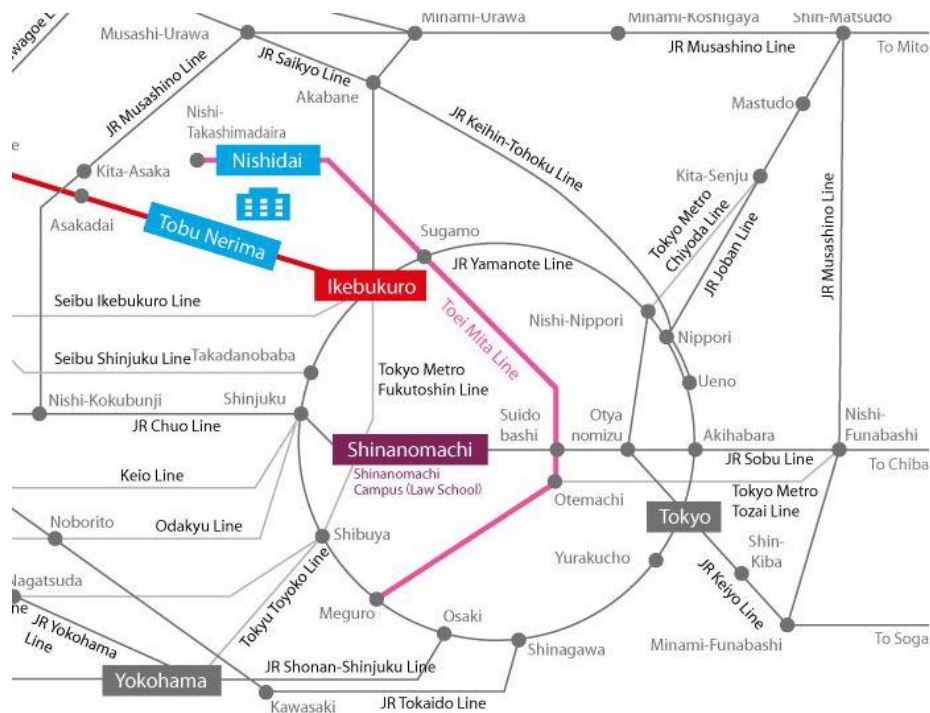 Minami-Urawa
Minami-Koshigaya
Shin-Matsudo
Musashi-Urawa
JR Musashino Line
To Mito
JR Saikyo Line
Akabane
JR Musashino Line
Mastudo
Nishi-
Takashimadaira
JR Keihin-Tohoku Line
Nishidai
Kita-Asaka
Kita-Senju
Asakadai
Tobu Nerima
Sugamo
Tokyo Metro
Chiyoda Line
JR Joban Line
JR Musashino Line
JR Yamanote Line
Ikebukuro
Seibu Ikebukuro Line
Toei Mita Line
Nishi-Nippori
Nippori
Seibu Shinjuku Line
Takadanobaba
Tokyo Metro
Fukutoshin Line
Ueno
Nishi-Kokubunji
Shinjuku
JR Chuo Line
Suido
bashi
Otya
nomizu
Akihabara
Nishi-
Funabashi
Shinanomachi
JR Sobu Line
To Chiba
Keio Line
Shinanomachi
Campus (Law School)
Otemachi
Tokyo Metro
Tozai Line
Noborito
Odakyu Line
Shibuya
Tokyo
Yurakucho
Shin-
Kiba
Nagatsuda
Tokyu Toyoko Line
Meguro
JR Keiyo Line
JR Yokohama
Line
Osaki
Shinagawa
Minami-Funabashi
To Soga
JR Shonan-Shinjuku Line
Yokohama
Kawasaki
JR Tokaido Line